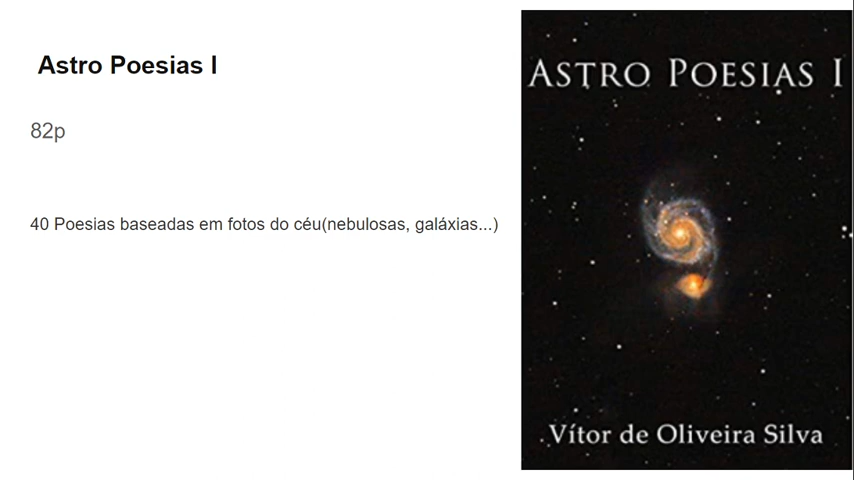 Astro Poesias I
82p
40 Poesias baseadas em fotos do céu(nebulosas, galáxias...)
ASTRO POESIAS I
Vítor de Oliveira Silva